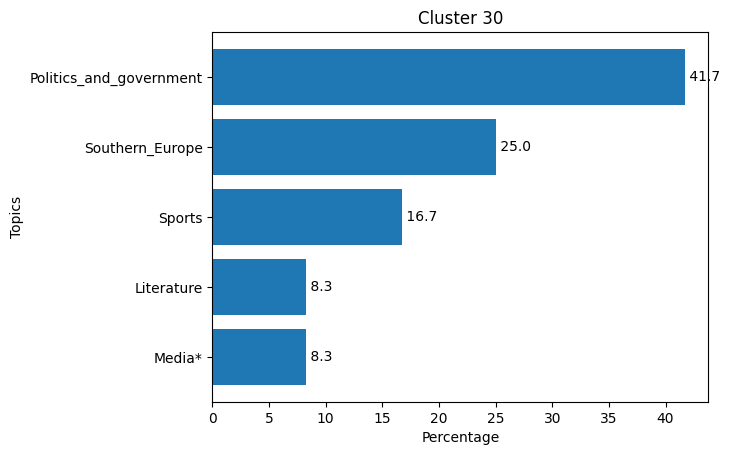 Cluster 30
Topics
Politics_and_government 41.7
Southern_Europe 25.0
Sports 16.7
Literature 8.3
Media* 8.3
0 5 10 15 20 25 30 35 40
Percentage